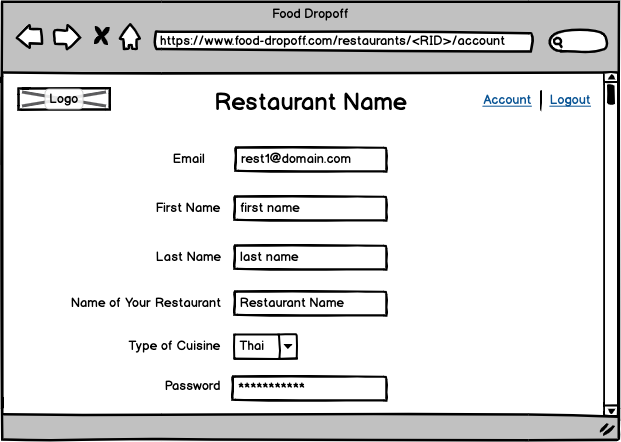 Food Dropoff
https://www.food-dropoff.com/restaurants/<RID>/account
Logo
Restaurant Name
Account
Logout
Email
rest1@domain.com
First Name
first name
Last Name
last name
Name of Your Restaurant
Restaurant Name
Type of Cuisine
Thai
Password
***********